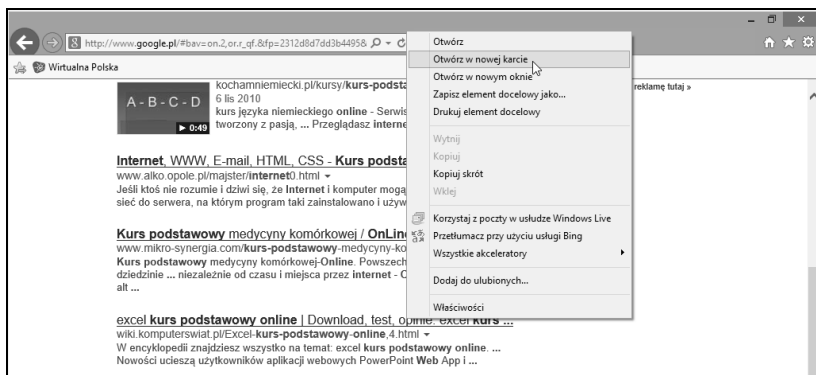 http://www.google.pl/#bav=on.2,or.r_qf.&fp=2312d8d7dd3b4495&
Wirtualna Polska
A - B - C - D
0:49
kochamniemiecki.pl/kursy/kurs-podsta
6 lis 2010
kurs języka niemieckiego online - Serwis
tworzony z pasją, ... Przeglądasz interne
Internet, WWW, E-mail, HTML, CSS - Kurs podsta
www.alko.opole.pl/majster/internet0.html
Jeśli ktoś nie rozumie i dziwi się, że Internet i komputer mogą
sieć do serwera, na którym program taki zainstalowano i używ
Kurs podstawowy medycyny komórkowej / OnLin
www.mikro-synergia.com/kurs-podstawowy-medycyny-ko
Kurs podstawowy medycyny komórkowej-Online. Powszech
dziedzinie ... niezależnie od czasu i miejsca przez internet - C
alt ...
excel kurs podstawowy online | Download, test, opinie: excel kurs ...
wiki.komputerswiat.pl/Excel-kurs-podstawowy-online,4.html
W encyklopedii znajdziesz wszystko na temat: excel kurs podstawowy online. ...
Nowości ucieszą użytkowników aplikacji webowych PowerPoint Web App i ...
Otwórz
Otwórz w nowej karcie
Otwórz w nowym oknie
Zapisz element docelowy jako...
Drukuj element docelowy
Wytnij
Kopiuj
Kopiuj skrót
Wklej
Korzystaj z poczty w usłudze Windows Live
Przetłumacz przy użyciu usługi Bing
Wszystkie akceleratory
Dodaj do ulubionych...
Właściwości
reklamę tutaj »